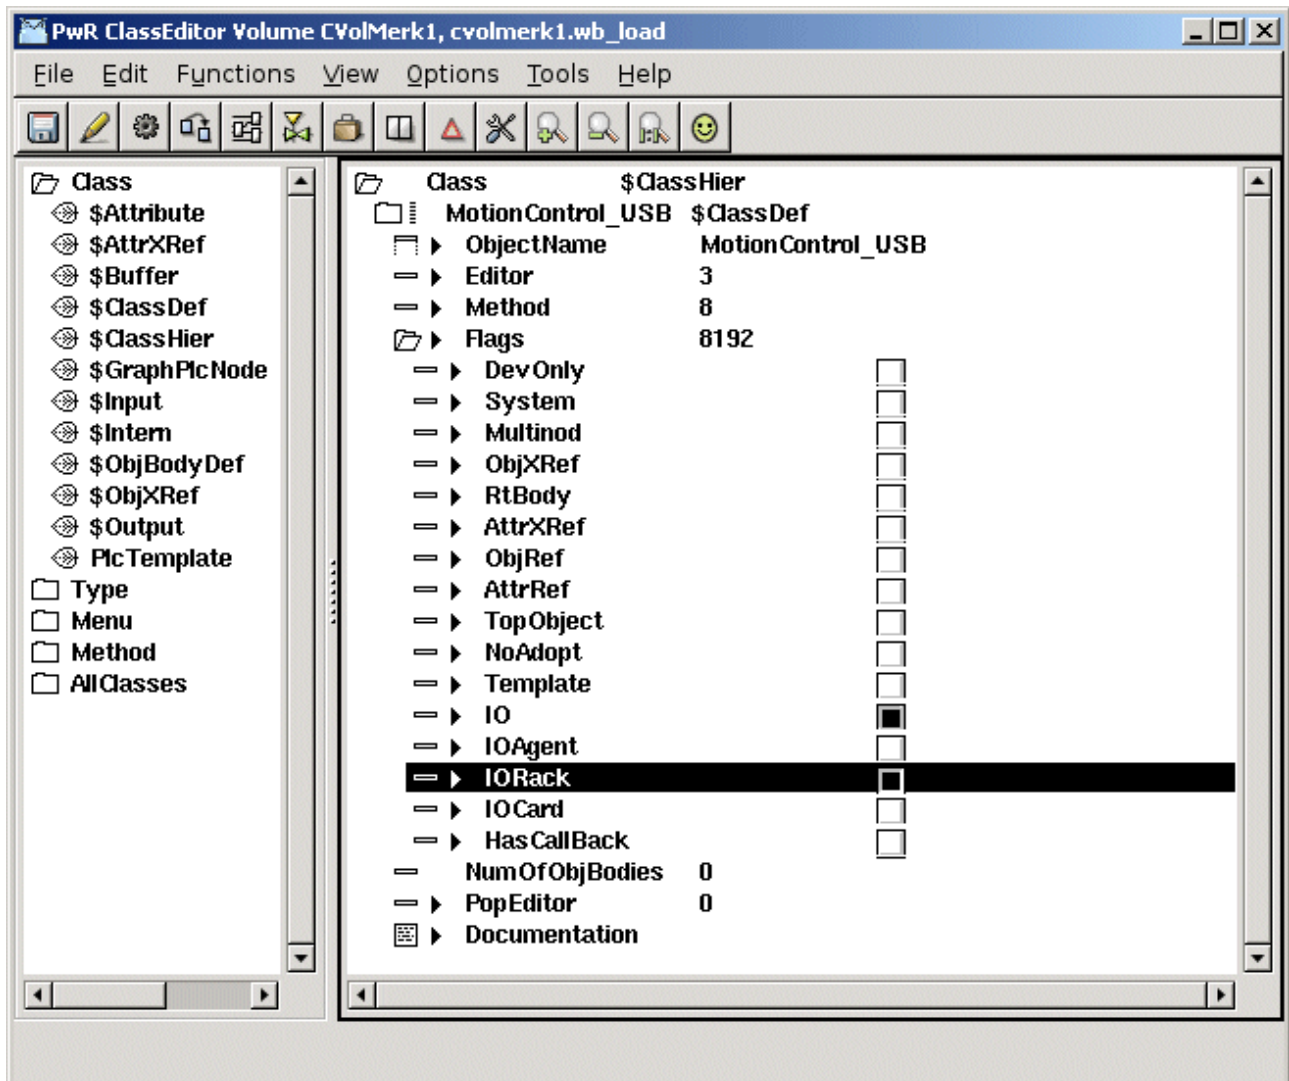 PwR ClassEditor Volume CVolMerk1, cvolmerk1.wb_load
File Edit Functions View Options Tools Help
Class
$Attribute
$AttrXRef
$Buffer
$ClassDef
$ClassHier
$GraphPlcNode
$Input
$Intern
$ObjBodyDef
$ObjXRef
$Output
PlcTemplate
Type
Menu
Method
AllClasses
Class $ClassHier
MotionControl_USB $ClassDef
ObjectName MotionControl_USB
Editor 3
Method 8
Flags 8192
DevOnly
System
Multinod
ObjXRef
RtBody
AttrXRef
ObjRef
AttrRef
TopObject
NoAdopt
Template
IO
IOAgent
IORack
IOCard
HasCallBack
NumOfObjBodies 0
PopEditor 0
Documentation